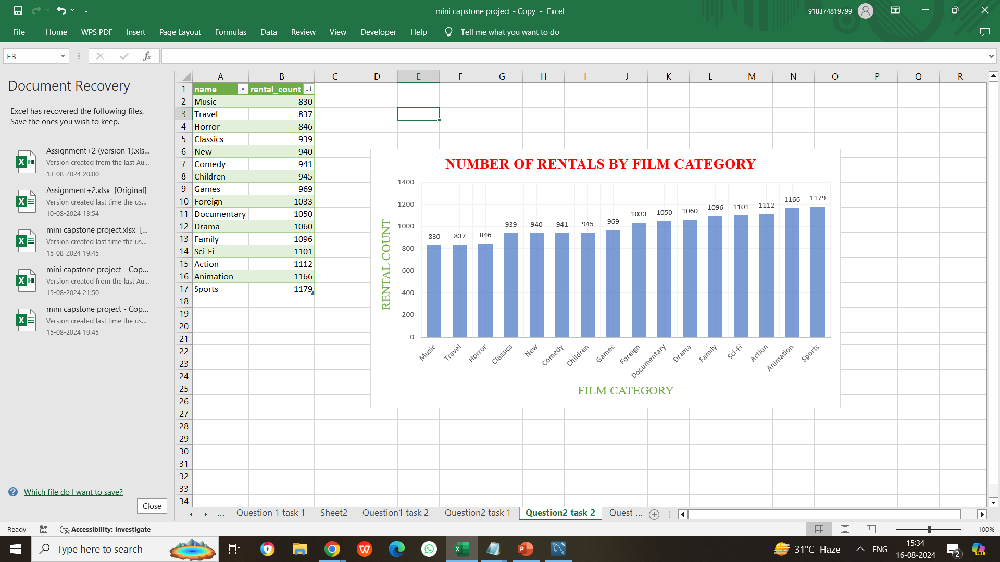 mini capstone project - Copy - Excel
918374819799
File Home WPS PDF Insert Page Layout Formulas Data Review View Developer Help Tell me what you want to do
E3
fx
Document Recovery
Excel has recovered the following files.
Save the ones you wish to keep.
Assignment+2 (version 1).xls...
Version created from the last Au...
13-08-2024 20:00
Assignment+2.xlsx [Original]
Version created last time the us...
10-08-2024 13:54
mini capstone project.xlsx [...
Version created last time the us...
15-08-2024 19:45
mini capstone project - Cop...
Version created from the last Au...
15-08-2024 21:50
mini capstone project - Cop...
Version created last time the us...
15-08-2024 19:45
Which file do I want to save?
Close
A B C D E F G H I J K L M N O P Q R
1 name rental_count
2 Music 830
3 Travel 837
4 Horror 846
5 Classics 939
6 New 940
7 Comedy 941
8 Children 945
9 Games 969
10 Foreign 1033
11 Documentary 1050
12 Drama 1060
13 Family 1096
14 Sci-Fi 1101
15 Action 1112
16 Animation 1166
17 Sports 1179
18
19
20
21
22
23
24
25
26
27
28
29
30
31
32
33
34
NUMBER OF RENTALS BY FILM CATEGORY
RENTAL COUNT
1400
1200
1000
800
600
400
200
0
830 837 846 939 940 941 945 969 1033 1050 1060 1096 1101 1112 1166 1179
Music Travel Horror Classics New Comedy Children Games Foreign Documentary Drama Family Sci-Fi Action Animation Sports
FILM CATEGORY
... Question 1 task 1 Sheet2 Question1 task 2 Question2 task 1 Question2 task 2 Quest ...
Ready Accessibility: Investigate 100%
Type here to search 31°C Haze ENG 15:34
16-08-2024
2
PRE